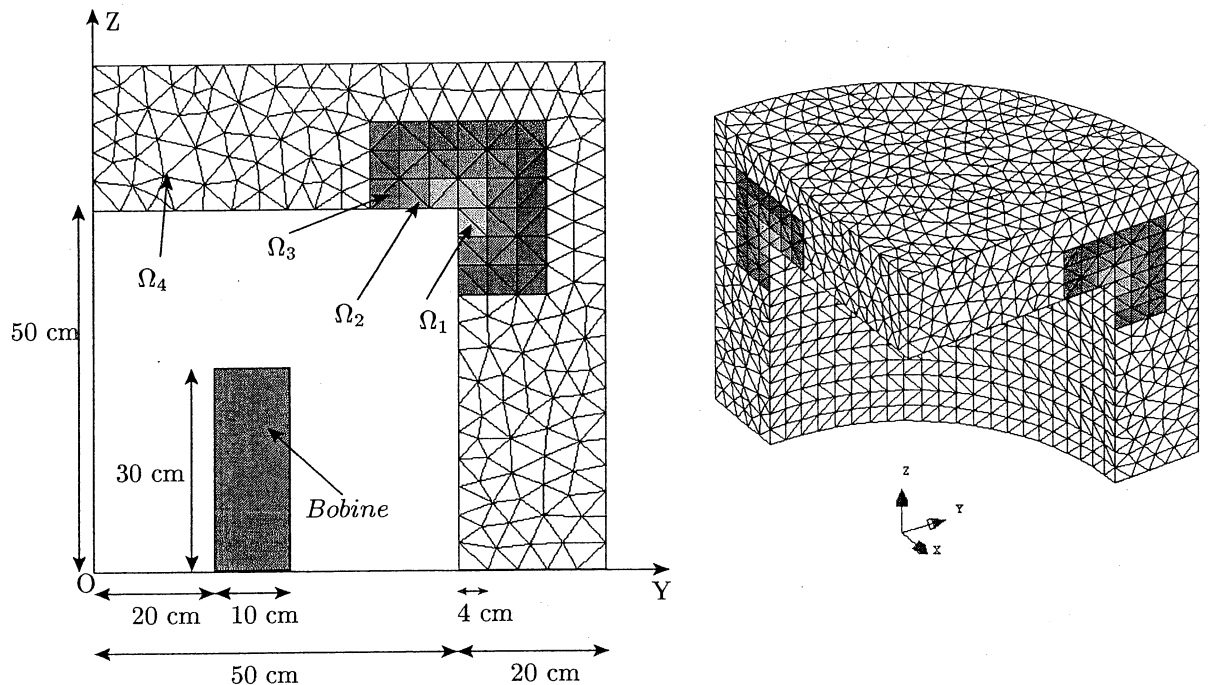 Z
Ω₃
Ω₄
Ω₂
Ω₁
50 cm
30 cm
Bobine
O
Y
20 cm
10 cm
4 cm
50 cm
20 cm
Z
Y
X